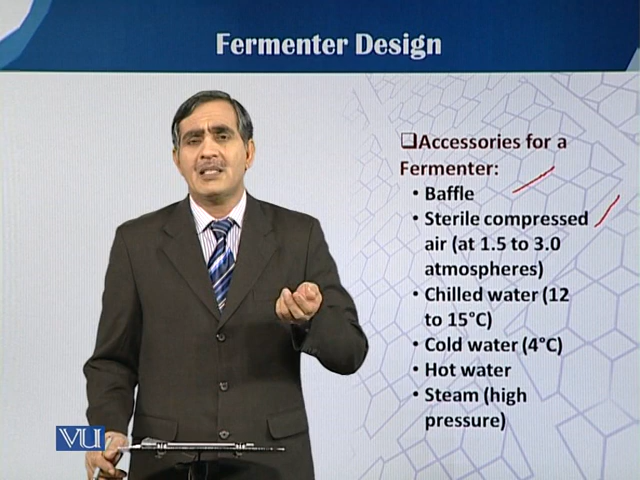 Fermenter Design
❑Accessories for a
Fermenter:
• Baffle
• Sterile compressed
air (at 1.5 to 3.0
atmospheres)
• Chilled water (12
to 15°C)
• Cold water (4°C)
• Hot water
• Steam (high
pressure)
VU